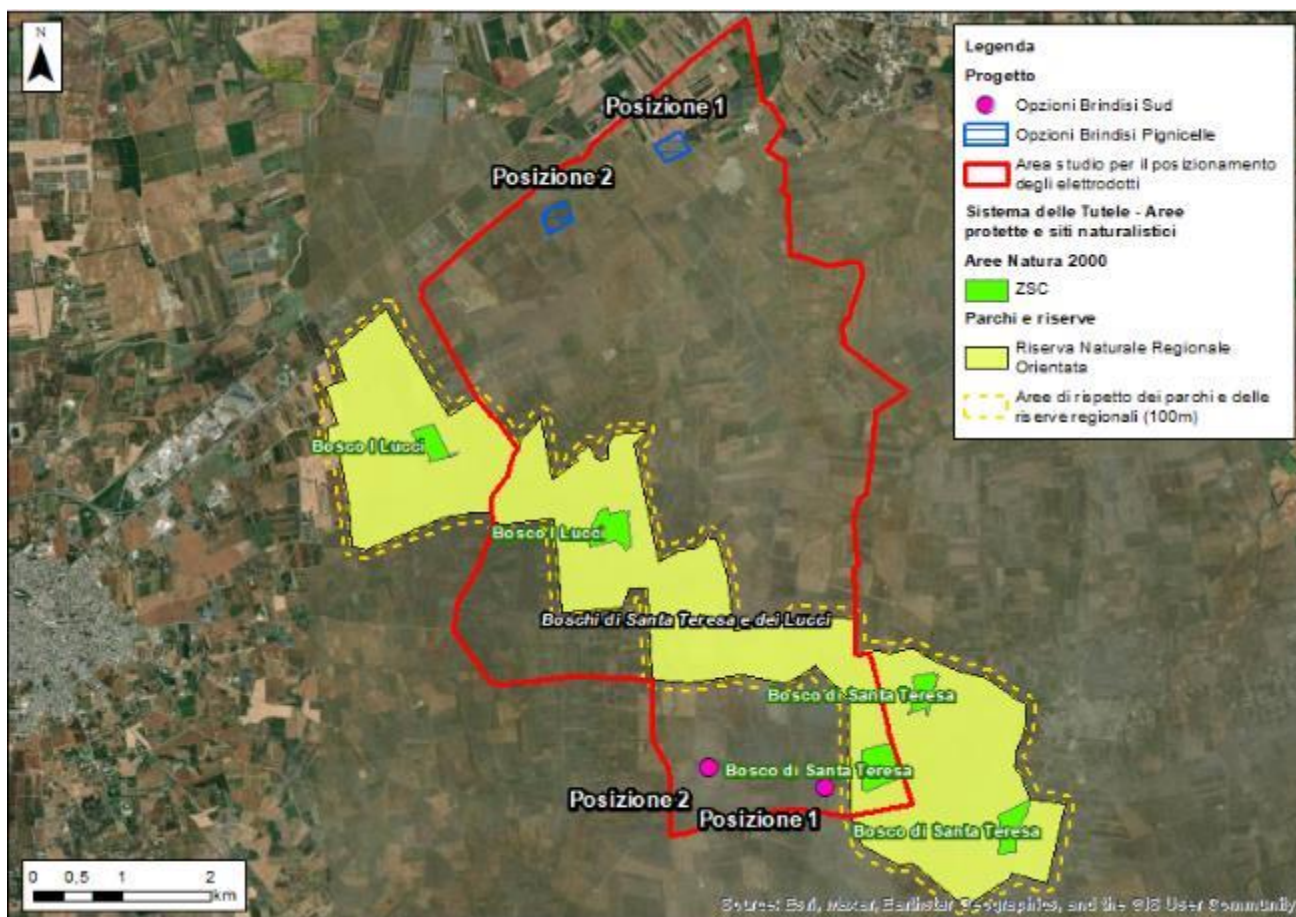 N
Posizione 1
Posizione 2
Bosco I Lucci
Bosco I Lucci
Boschi di Santa Teresa e dei Lucci
Bosco di Santa Teresa
Bosco di Santa Teresa
Posizione 2
Posizione 1
Bosco di Santa Teresa
Legenda
Progetto
Opzioni Brindisi Sud
Opzioni Brindisi Pignicelle
Area studio per il posizionamento
degli elettrodotti
Sistema delle Tutele - Aree
protette e siti naturalistici
Aree Natura 2000
ZSC
Parchi e riserve
Riserva Naturale Regionale
Orientata
Aree di rispetto dei parchi e delle
riserve regionali (100m)
0 0,5 1 2
km
Source: Esri, Maxar, Earthstar Geographics, and the GIS User Community